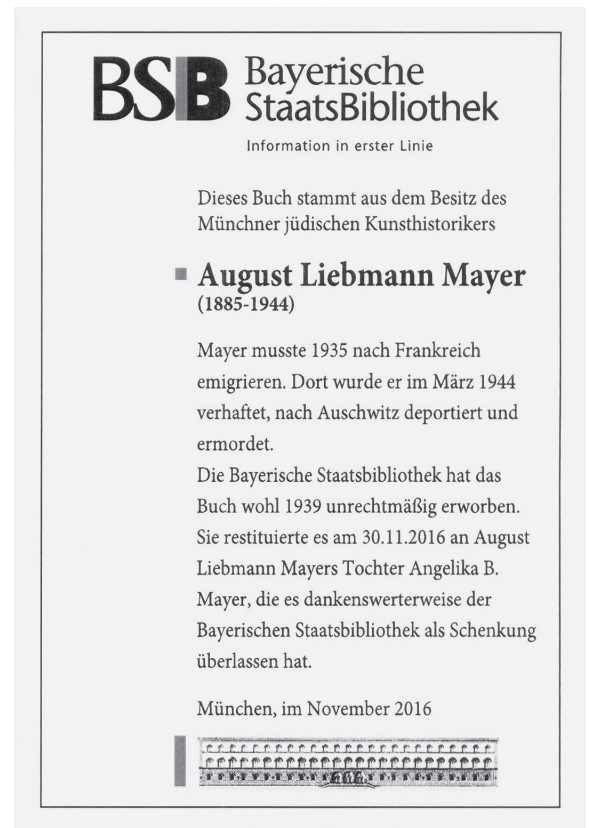 BSB Bayerische
StaatsBibliothek
Information in erster Linie
Dieses Buch stammt aus dem Besitz des
Münchner jüdischen Kunsthistorikers
August Liebmann Mayer
(1885-1944)
Mayer musste 1935 nach Frankreich
emigrieren. Dort wurde er im März 1944
verhaftet, nach Auschwitz deportiert und
ermordet.
Die Bayerische Staatsbibliothek hat das
Buch wohl 1939 unrechtmäßig erworben.
Sie restituierte es am 30.11.2016 an August
Liebmann Mayers Tochter Angelika B.
Mayer, die es dankenswerterweise der
Bayerischen Staatsbibliothek als Schenkung
überlassen hat.
München, im November 2016